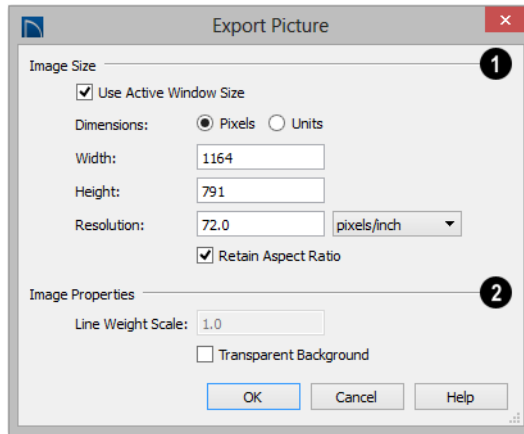 Export Picture
Image Size 1
Use Active Window Size
Dimensions: Pixels Units
Width: 1164
Height: 791
Resolution: 72.0 pixels/inch
Retain Aspect Ratio
Image Properties 2
Line Weight Scale: 1.0
Transparent Background
OK Cancel Help